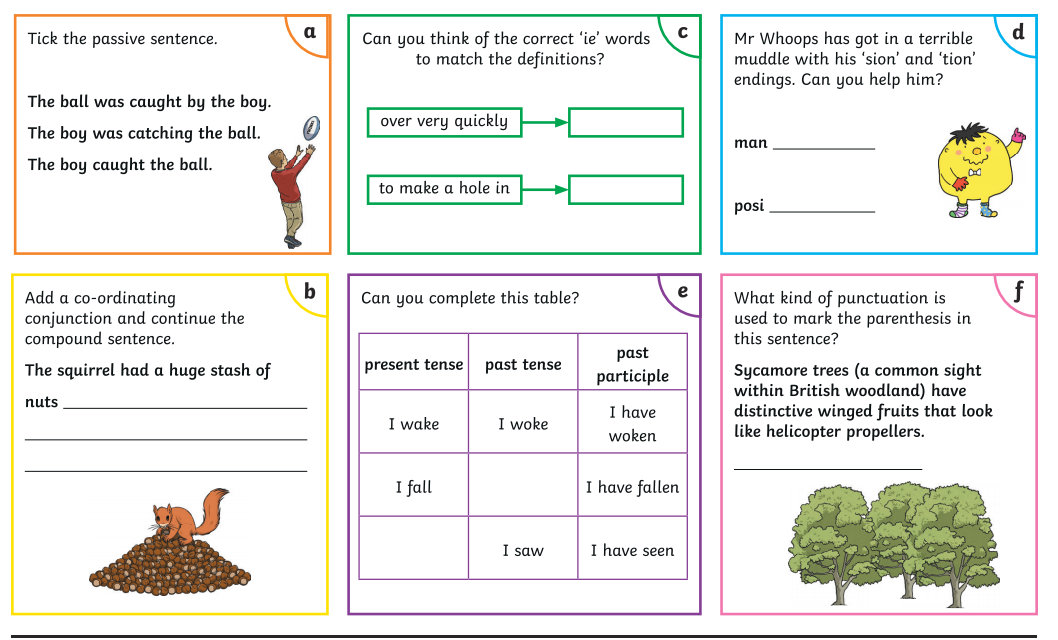 a
Tick the passive sentence.
The ball was caught by the boy.
The boy was catching the ball.
The boy caught the ball.
b
Add a co-ordinating
conjunction and continue the
compound sentence.
The squirrel had a huge stash of
nuts
c
Can you think of the correct ‘ie’ words
to match the definitions?
over very quickly
to make a hole in
d
Mr Whoops has got in a terrible
muddle with his ‘sion’ and ‘tion’
endings. Can you help him?
man
posi
e
Can you complete this table?
present tense past tense past
participle
I wake I woke I have
woken
I fall I have fallen
I saw I have seen
f
What kind of punctuation is
used to mark the parenthesis in
this sentence?
Sycamore trees (a common sight
within British woodland) have
distinctive winged fruits that look
like helicopter propellers.